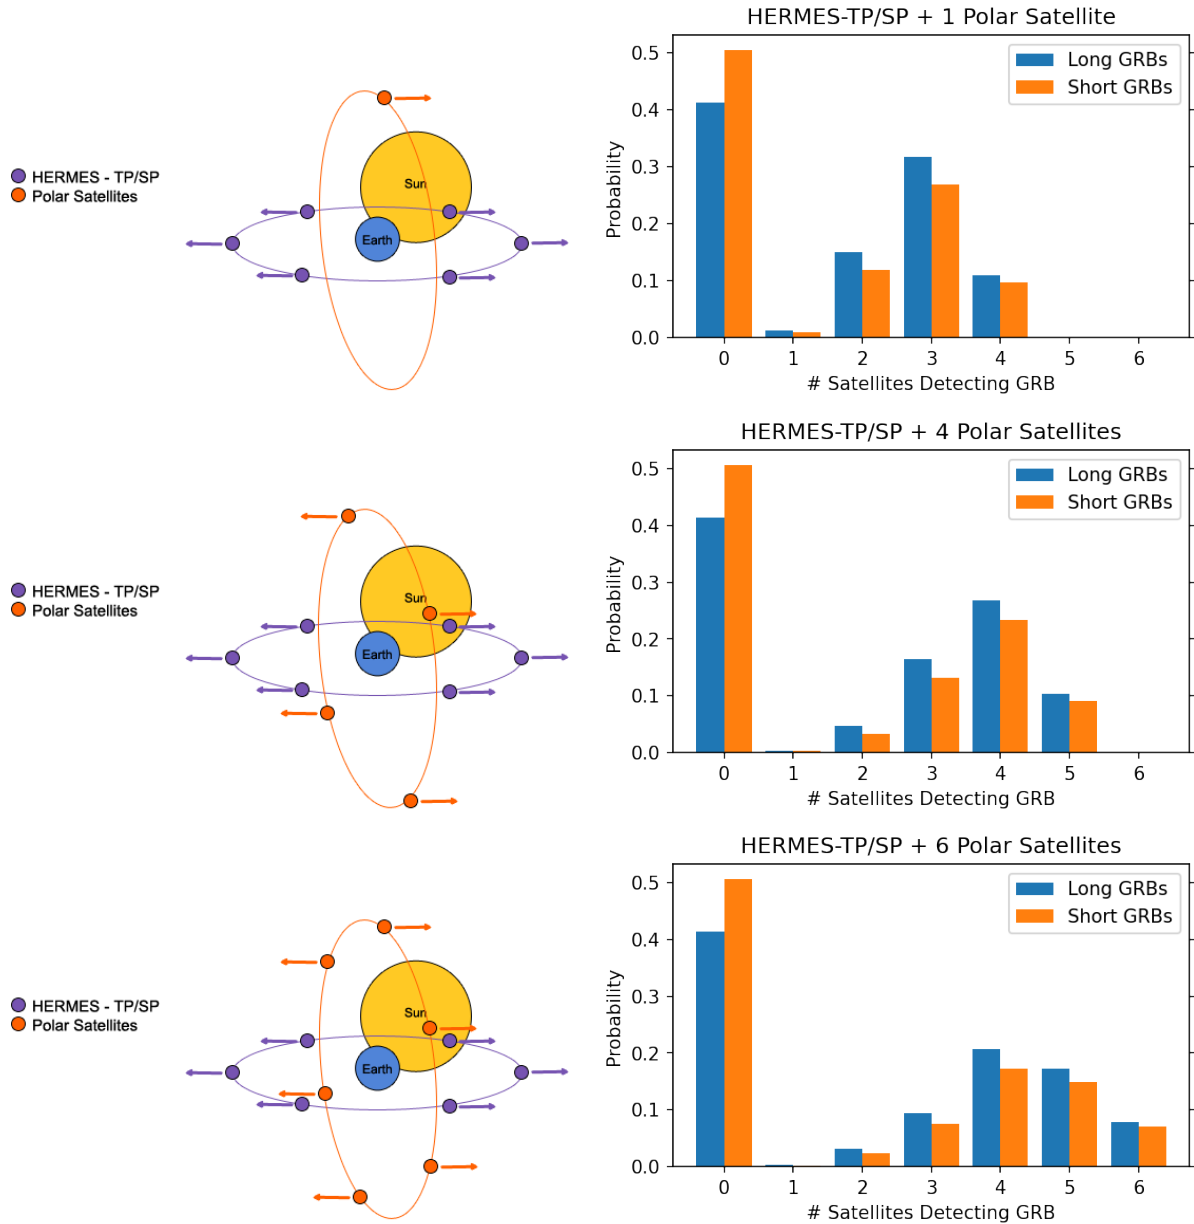 HERMES-TP/SP + 1 Polar Satellite
HERMES - TP/SP
Polar Satellites
Sun
Earth
Probability
0.5
0.4
0.3
0.2
0.1
0.0
Long GRBs
Short GRBs
0 1 2 3 4 5 6
# Satellites Detecting GRB
HERMES-TP/SP + 4 Polar Satellites
HERMES - TP/SP
Polar Satellites
Sun
Earth
Probability
0.5
0.4
0.3
0.2
0.1
0.0
Long GRBs
Short GRBs
0 1 2 3 4 5 6
# Satellites Detecting GRB
HERMES-TP/SP + 6 Polar Satellites
HERMES - TP/SP
Polar Satellites
Sun
Earth
Probability
0.5
0.4
0.3
0.2
0.1
0.0
Long GRBs
Short GRBs
0 1 2 3 4 5 6
# Satellites Detecting GRB